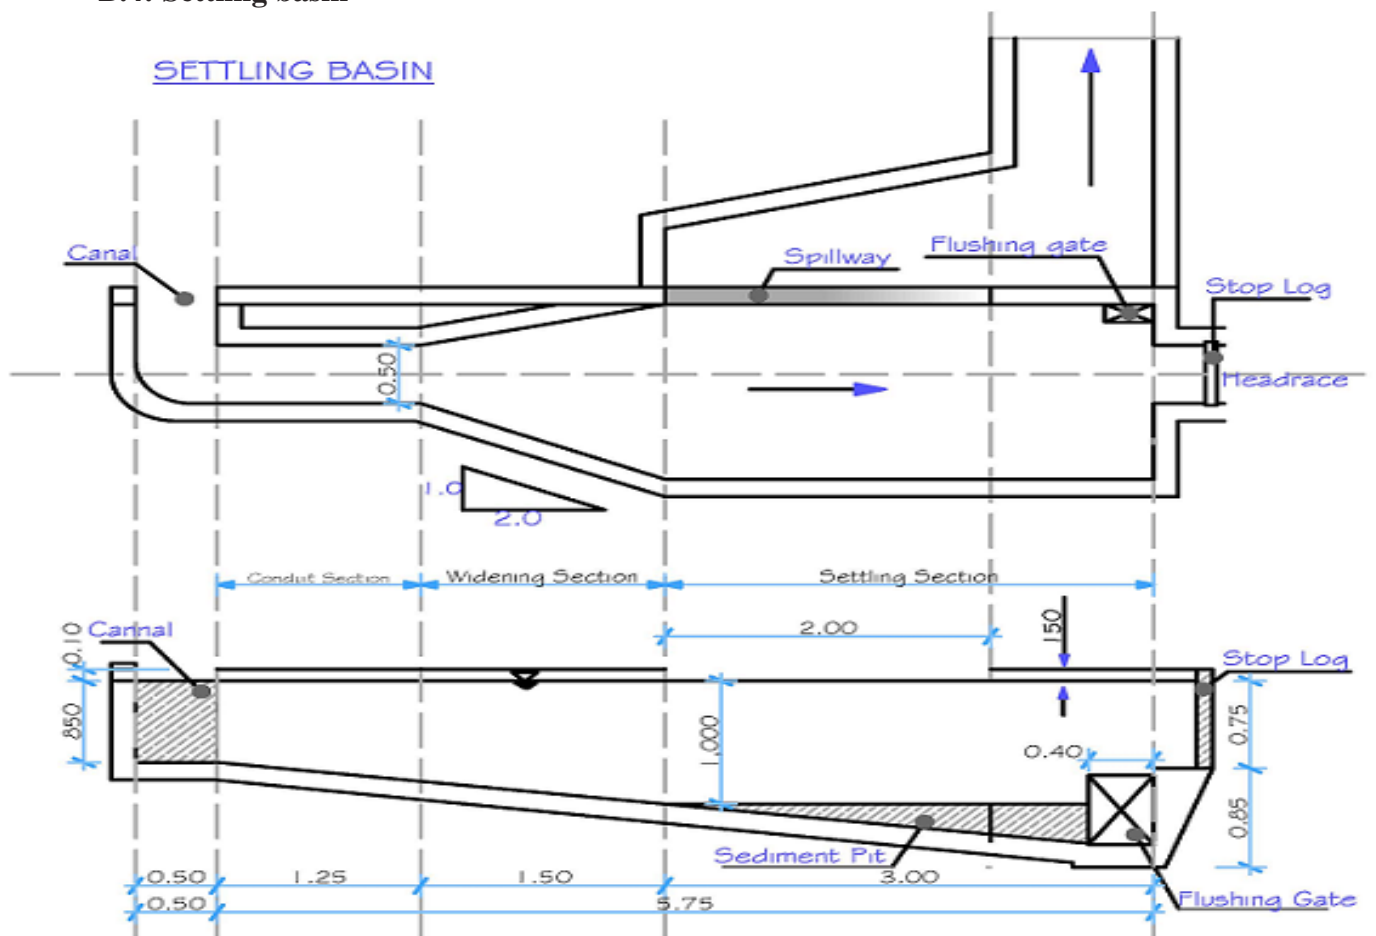 SETTLING BASIN
Canal
Spillway
Flushing gate
Stop Log
0.50
Headrace
1.0
2.0
Conduit Section
Widening Section
Settling Section
2.00
150
0.10
Cannal
Stop Log
850
1,000
0.40
0.75
0.85
Sediment Pit
0.50
1.25
1.50
3.00
Flushing Gate
0.50
5.75